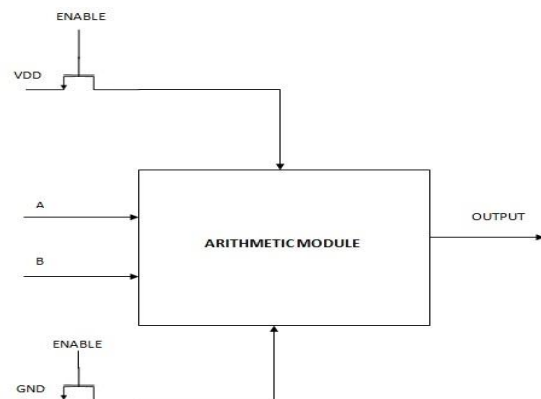 ENABLE
VDD
A
ARITHMETIC MODULE
OUTPUT
B
ENABLE
GND